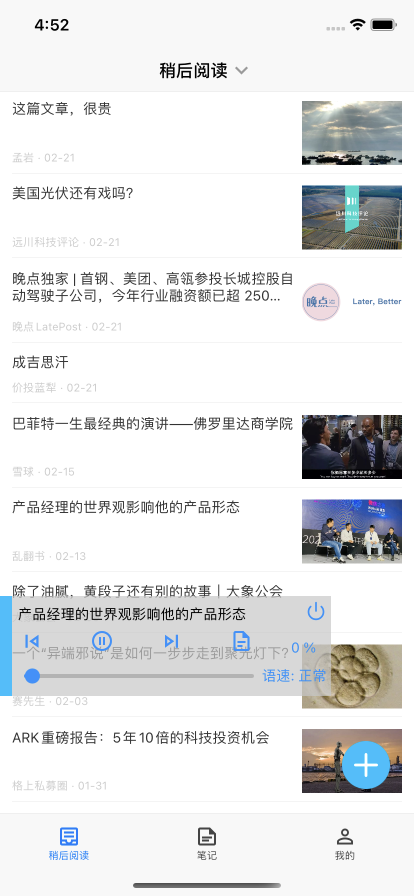 4:52
稍后阅读
这篇文章，很贵
孟岩 · 02-21
美国光伏还有戏吗？
远川科技评论
远川科技评论 · 02-21
晚点独家 | 首钢、美团、高瓴参投长城控股自
动驾驶子公司，今年行业融资额已超 250...
晚点
Later, Better
晚点 LatePost · 02-21
成吉思汗
价投蓝犁 · 02-21
巴菲特一生最经典的演讲——佛罗里达商学院
雪球 · 02-15
产品经理的世界观影响他的产品形态
202
乱翻书 · 02-13
除了油腻，黄段子还有别的故事｜大象公会
产品经理的世界观影响他的产品形态
一个“异端邪说”是如何一步步走到聚光灯下?
0 %
语速: 正常
赛先生 · 02-03
ARK重磅报告：5年10倍的科技投资机会
格上私募圈 · 01-31
稍后阅读
笔记
我的